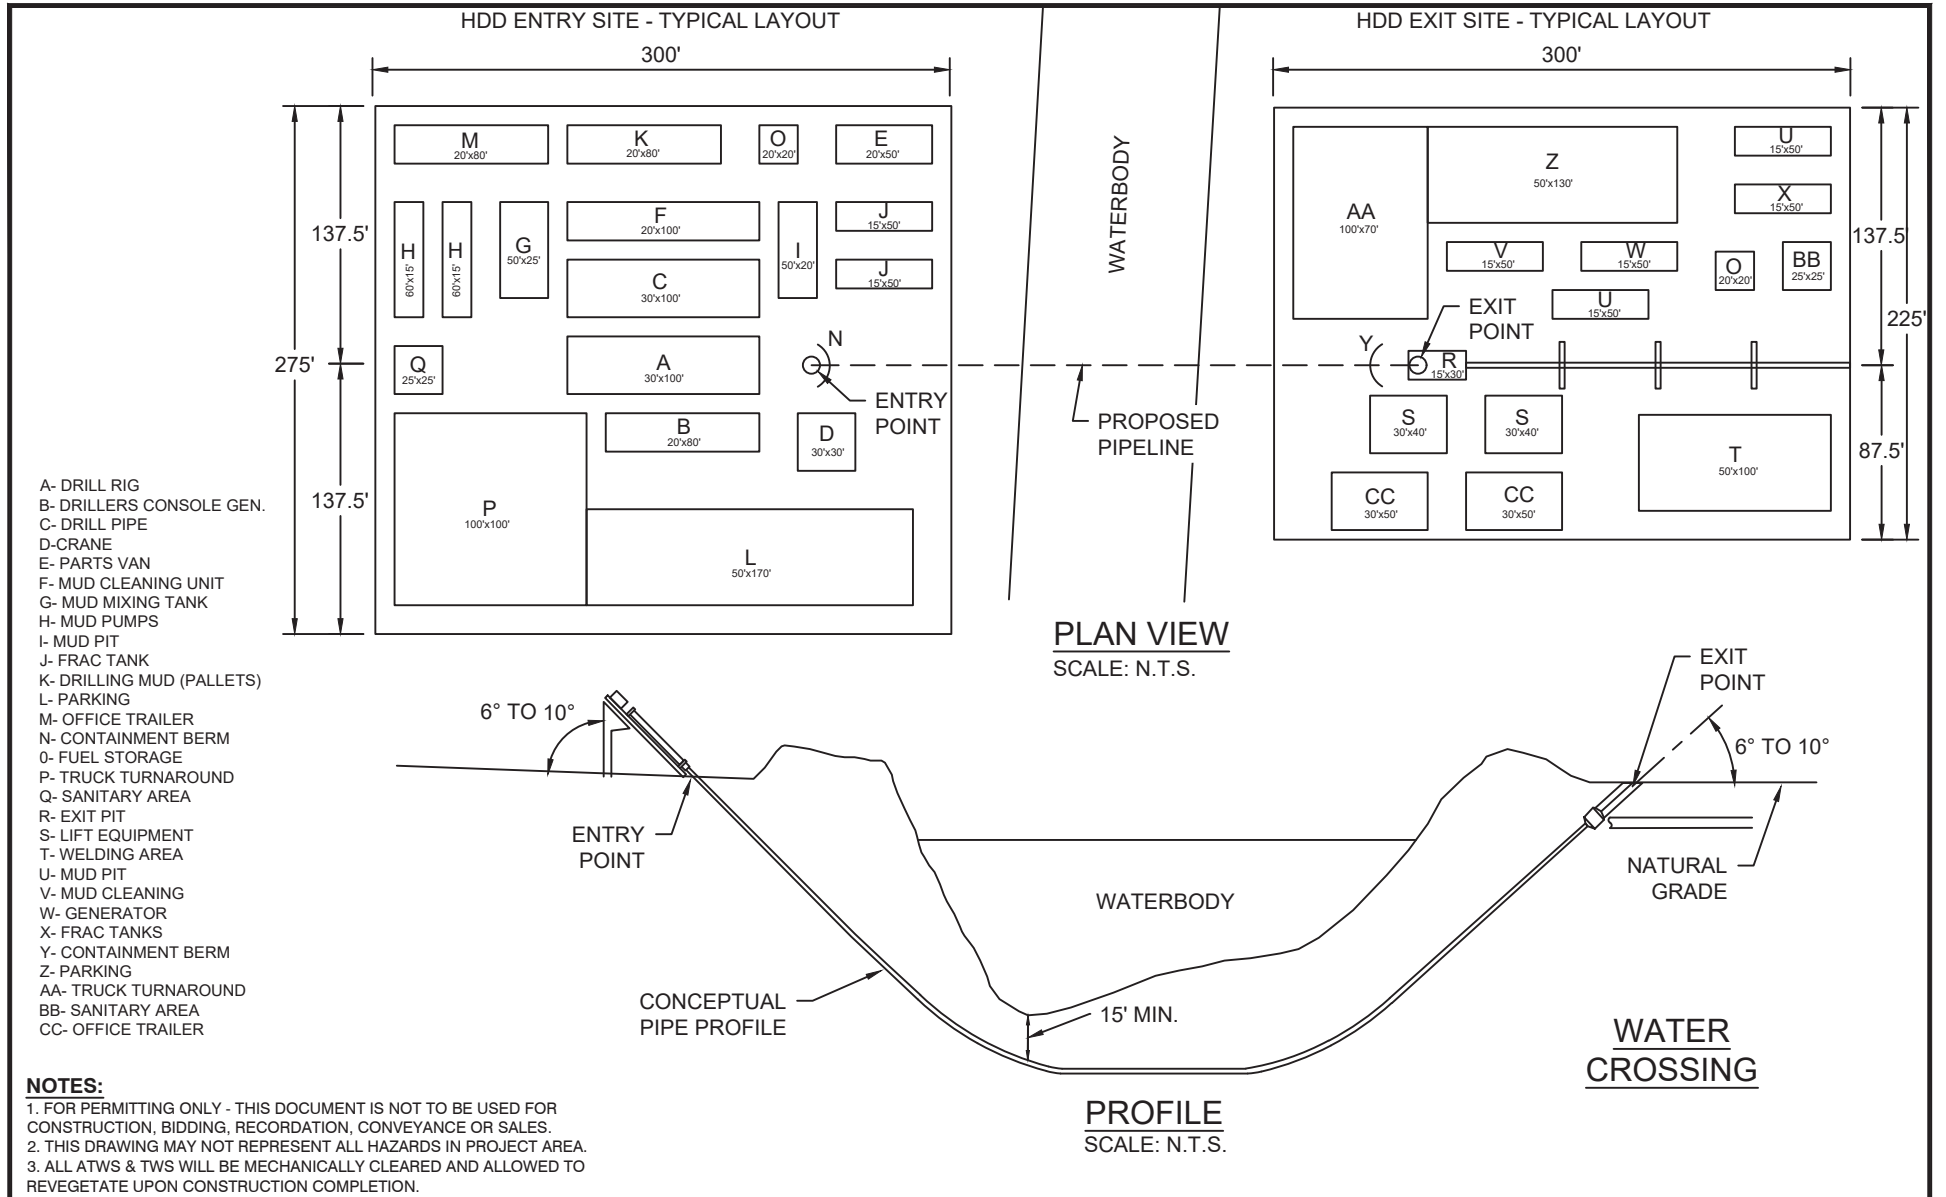 HDD ENTRY SITE - TYPICAL LAYOUT
300'
HDD EXIT SITE - TYPICAL LAYOUT
300'
M
20'x80'
K
20'x80'
O
20'x20'
E
20'x50'
H
60'x15'
H
60'x15'
G
50'x25'
F
20'x100'
C
30'x100'
I
50'x20'
J
15'x50'
J
15'x50'
137.5'
275'
137.5'
Q
25'x25'
A
30'x100'
N
ENTRY
POINT
B
20'x80'
D
30'x30'
P
100'x100'
L
50'x170'
WATERBODY
PROPOSED
PIPELINE
AA
100'x70'
Z
50'x130'
U
15'x50'
X
15'x50'
V
15'x50'
W
15'x50'
O
20'x20'
BB
25'x25'
U
15'x50'
EXIT
POINT
Y
R
15'x30'
S
30'x40'
S
30'x40'
T
50'x100'
CC
30'x50'
CC
30'x50'
137.5'
225'
87.5'
PLAN VIEW
SCALE: N.T.S.
A- DRILL RIG
B- DRILLERS CONSOLE GEN.
C- DRILL PIPE
D-CRANE
E- PARTS VAN
F- MUD CLEANING UNIT
G- MUD MIXING TANK
H- MUD PUMPS
I- MUD PIT
J- FRAC TANK
K- DRILLING MUD (PALLETS)
L- PARKING
M- OFFICE TRAILER
N- CONTAINMENT BERM
0- FUEL STORAGE
P- TRUCK TURNAROUND
Q- SANITARY AREA
R- EXIT PIT
S- LIFT EQUIPMENT
T- WELDING AREA
U- MUD PIT
V- MUD CLEANING
W- GENERATOR
X- FRAC TANKS
Y- CONTAINMENT BERM
Z- PARKING
AA- TRUCK TURNAROUND
BB- SANITARY AREA
CC- OFFICE TRAILER
6° TO 10°
ENTRY
POINT
CONCEPTUAL
PIPE PROFILE
WATERBODY
15' MIN.
EXIT
POINT
6° TO 10°
NATURAL
GRADE
WATER
CROSSING
PROFILE
SCALE: N.T.S.
NOTES:
1. FOR PERMITTING ONLY - THIS DOCUMENT IS NOT TO BE USED FOR
CONSTRUCTION, BIDDING, RECORDATION, CONVEYANCE OR SALES.
2. THIS DRAWING MAY NOT REPRESENT ALL HAZARDS IN PROJECT AREA.
3. ALL ATWS & TWS WILL BE MECHANICALLY CLEARED AND ALLOWED TO
REVEGETATE UPON CONSTRUCTION COMPLETION.